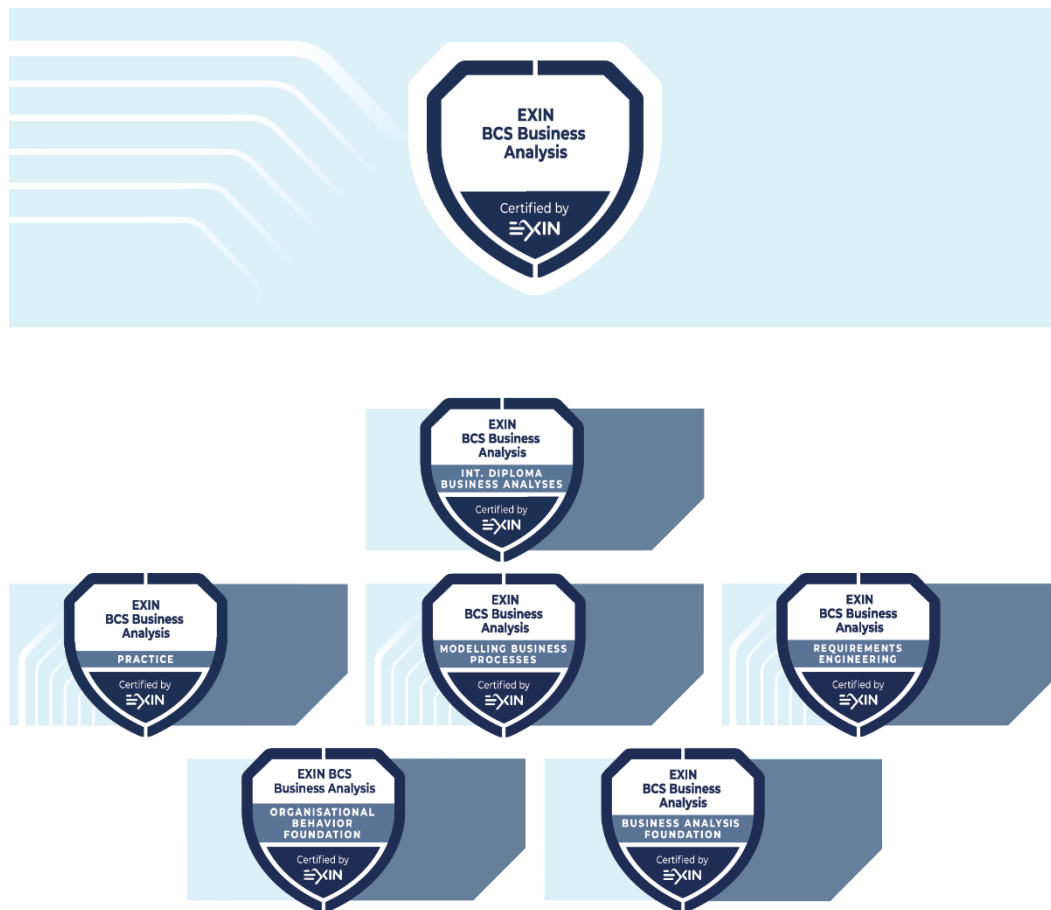 EXIN
BCS Business
Analysis
Certified by
EXIN
EXIN
BCS Business
Analysis
INT. DIPLOMA
BUSINESS ANALYSES
Certified by
EXIN
EXIN
BCS Business
Analysis
PRACTICE
Certified by
EXIN
EXIN
BCS Business
Analysis
MODELLING BUSINESS
PROCESSES
Certified by
EXIN
EXIN
BCS Business
Analysis
REQUIREMENTS
ENGINEERING
Certified by
EXIN
EXIN BCS
Business Analysis
ORGANISATIONAL
BEHAVIOR
FOUNDATION
Certified by
EXIN
EXIN
BCS Business
Analysis
BUSINESS ANALYSIS
FOUNDATION
Certified by
EXIN